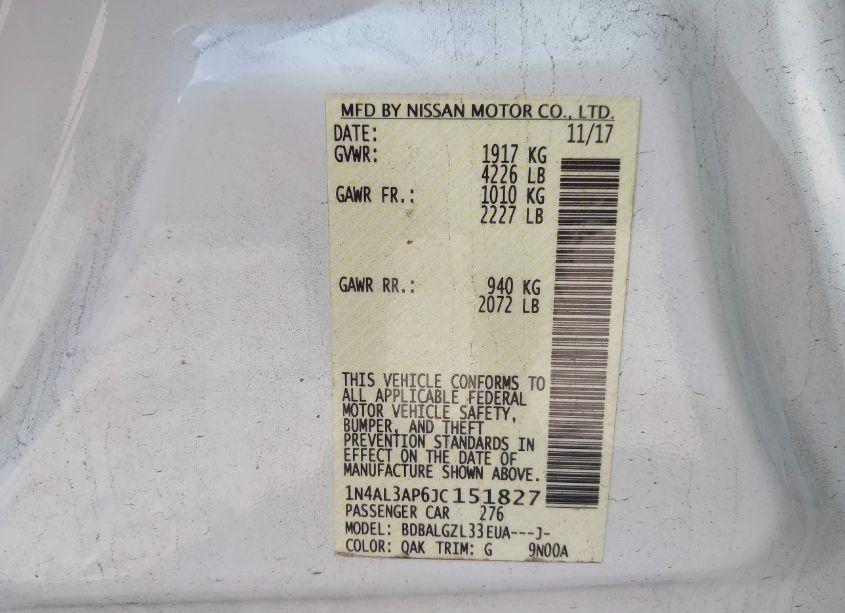 MFD BY NISSAN MOTOR CO., LTD.
DATE: 11/17
GVWR: 1917 KG
4226 LB
GAWR FR.: 1010 KG
2227 LB
GAWR RR.: 940 KG
2072 LB
THIS VEHICLE CONFORMS TO
ALL APPLICABLE FEDERAL
MOTOR VEHICLE SAFETY,
BUMPER, AND THEFT
PREVENTION STANDARDS IN
EFFECT ON THE DATE OF
MANUFACTURE SHOWN ABOVE.
1N4AL3AP6JC151827
PASSENGER CAR 276
MODEL: BDBALGZL33EUA---J-
COLOR: QAK TRIM: G 9N00A